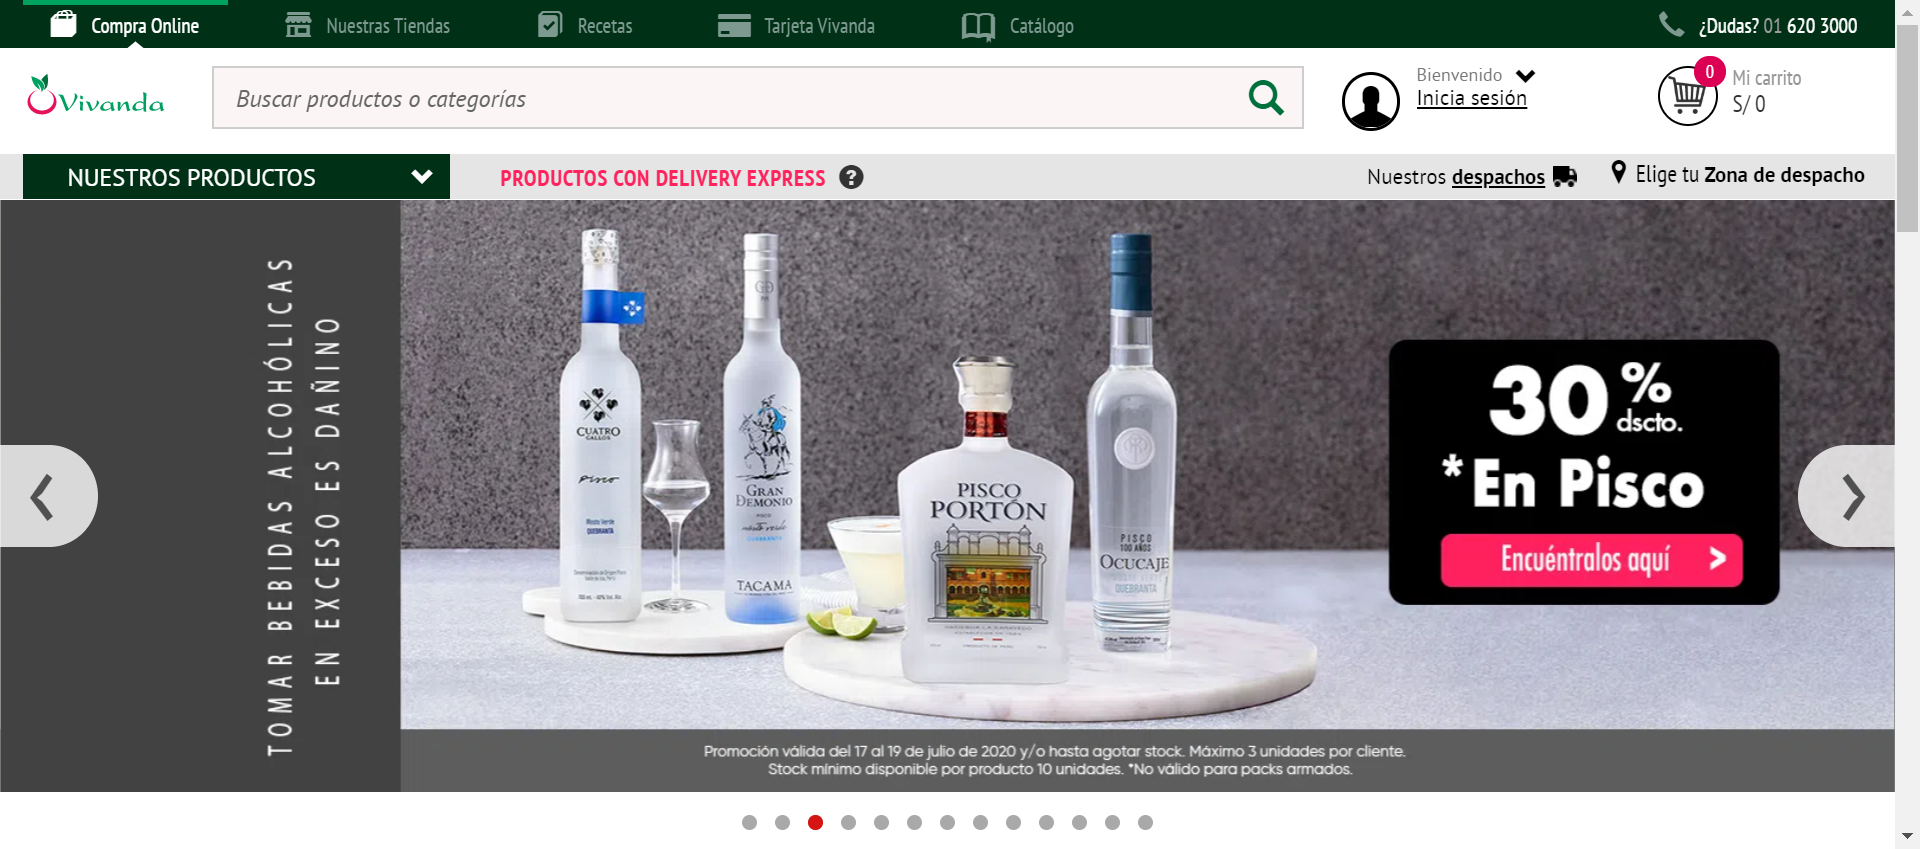 Compra Online
Nuestras Tiendas
Recetas
Tarjeta Vivanda
Catálogo
¿Dudas? 01 620 3000
Vivanda
Buscar productos o categorías
Bienvenido
Inicia sesión
0
Mi carrito
S/ 0
NUESTROS PRODUCTOS
PRODUCTOS CON DELIVERY EXPRESS ?
Nuestros despachos
Elige tu Zona de despacho
TOMAR BEBIDAS ALCOHÓLICAS
EN EXCESO ES DAÑINO
CUATRO
GALLOS
pisco
Mosto Verde
QUEBRANTA
GRAN
DEMONIO
PISCO
mosto verde
QUEBRANTA
TACAMA
PISCO
PORTÓN
PISCO
100 AÑOS
OCUCAJE
MOSTO VERDE
QUEBRANTA
30% dscto.
*En Pisco
Encuéntralos aquí >
Promoción válida del 17 al 19 de julio de 2020 y/o hasta agotar stock. Máximo 3 unidades por cliente.
Stock mínimo disponible por producto 10 unidades. *No válido para packs armados.